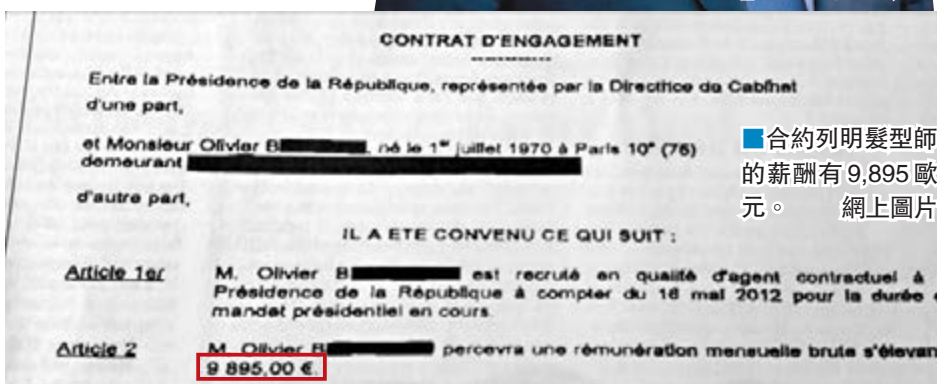 CONTRAT D'ENGAGEMENT
Entre la Présidence de la République, représentée par la Directrice du Cabinet
d'une part,
et Monsieur Olivier B , né le 1er juillet 1970 à Paris 10e (75)
demeurant
d'autre part,
■合約列明髮型師
的薪酬有9,895歐
元。 網上圖片
IL A ETE CONVENU CE QUI SUIT :
Article 1er M. Olivier B est recruté en qualité d'agent contractuel à
Présidence de la République à compter du 16 mai 2012 pour la durée
mandat présidentiel en cours.
Article 2 M. Olivier B percevra une rémunération mensuelle brute s'élevan
9 895,00 €.